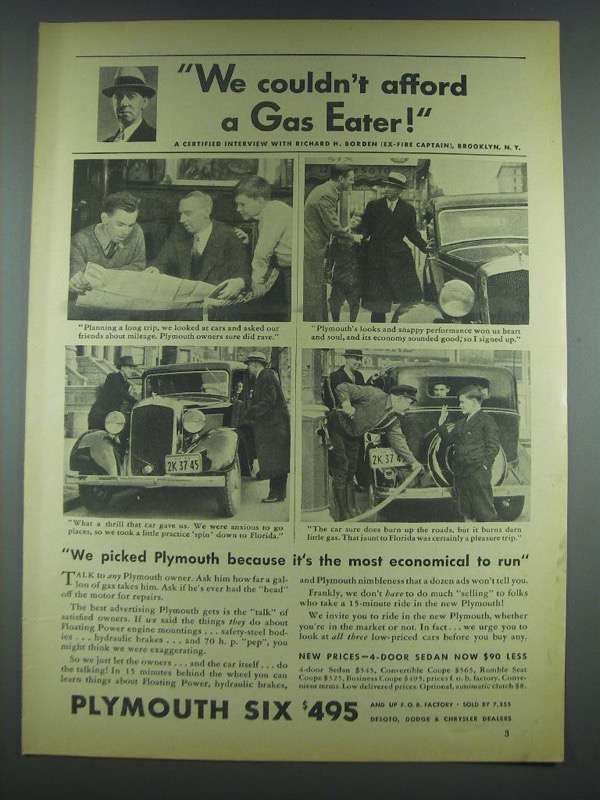 "We couldn't afford
a Gas Eater!"
A CERTIFIED INTERVIEW WITH RICHARD H. BORDEN (EX-FIRE CAPTAIN), BROOKLYN, N. Y.
"Planning a long trip, we looked at cars and asked our
friends about mileage. Plymouth owners sure did rave."
"Plymouth's looks and snappy performance won us heart
and soul, and its economy sounded good; so I signed up."
2K 37 45
"What a thrill that car gave us. We were anxious to go
places, so we took a little practice 'spin' down to Florida."
2K 37 4
"The car sure does burn up the roads, but it burns darn
little gas. That jaunt to Florida was certainly a pleasure trip."
"We picked Plymouth because it's the most economical to run"
TALK to any Plymouth owner. Ask him how far a gal-
lon of gas takes him. Ask if he's ever had the "head"
off the motor for repairs.
The best advertising Plymouth gets is the "talk" of
satisfied owners. If we said the things they do about
Floating Power engine mountings . . . safety-steel bod-
ies . . . hydraulic brakes . . . and 70 h. p. "pep", you
might think we were exaggerating.
So we just let the owners . . . and the car itself . . . do
the talking! In 15 minutes behind the wheel you can
learn things about Floating Power, hydraulic brakes,
and Plymouth nimbleness that a dozen ads won't tell you.
Frankly, we don't have to do much "selling" to folks
who take a 15-minute ride in the new Plymouth!
We invite you to ride in the new Plymouth, whether
you're in the market or not. In fact . . . we urge you to
look at all three low-priced cars before you buy any.
NEW PRICES—4-DOOR SEDAN NOW $90 LESS
4-door Sedan $545, Convertible Coupe $565, Rumble Seat
Coupe $525, Business Coupe $495, prices f. o. b. factory. Conve-
nient terms. Low delivered prices. Optional, automatic clutch $8.
PLYMOUTH SIX $495
AND UP F. O. B. FACTORY · SOLD BY 7,255
DESOTO, DODGE & CHRYSLER DEALERS
3